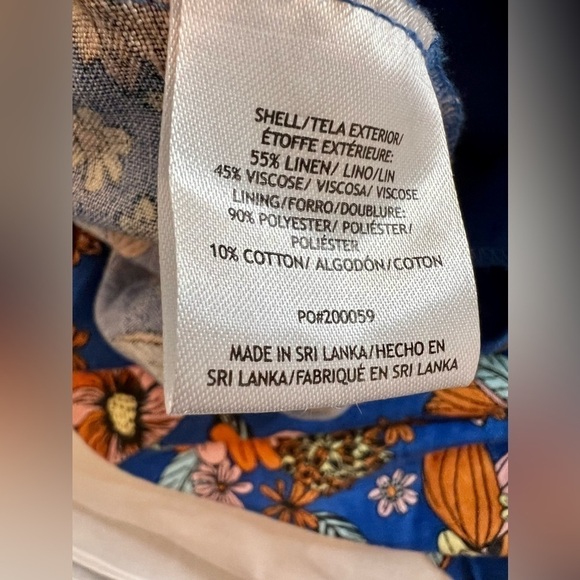 SHELL/TELA EXTERIOR/
ÉTOFFE EXTÉRIEURE:
55% LINEN/ LINO/LIN
45% VISCOSE/ VISCOSA/ VISCOSE
LINING/FORRO/DOUBLURE:
90% POLYESTER/ POLIÉSTER/
POLIÉSTER
10% COTTON/ ALGODÓN/COTON
PO#200059
MADE IN SRI LANKA/HECHO EN
SRI LANKA/FABRIQUÉ EN SRI LANKA